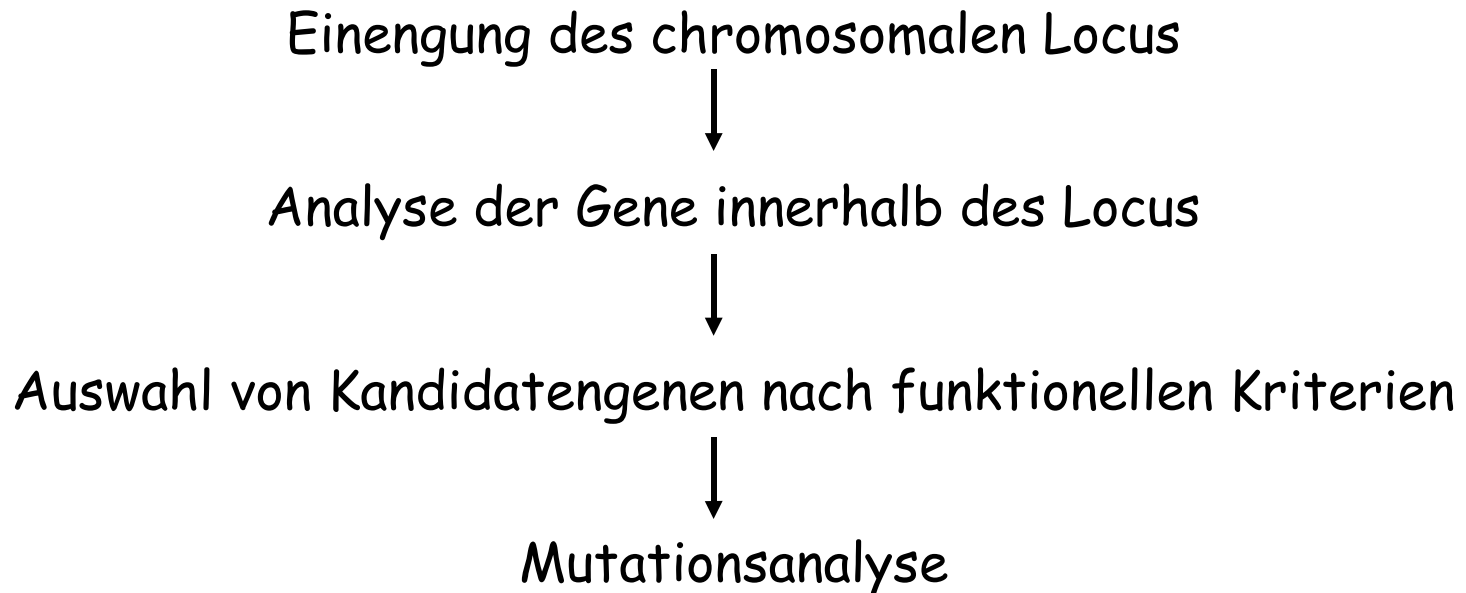 Einengung des chromosomalen Locus
Analyse der Gene innerhalb des Locus
Auswahl von Kandidatengenen nach funktionellen Kriterien
Mutationsanalyse